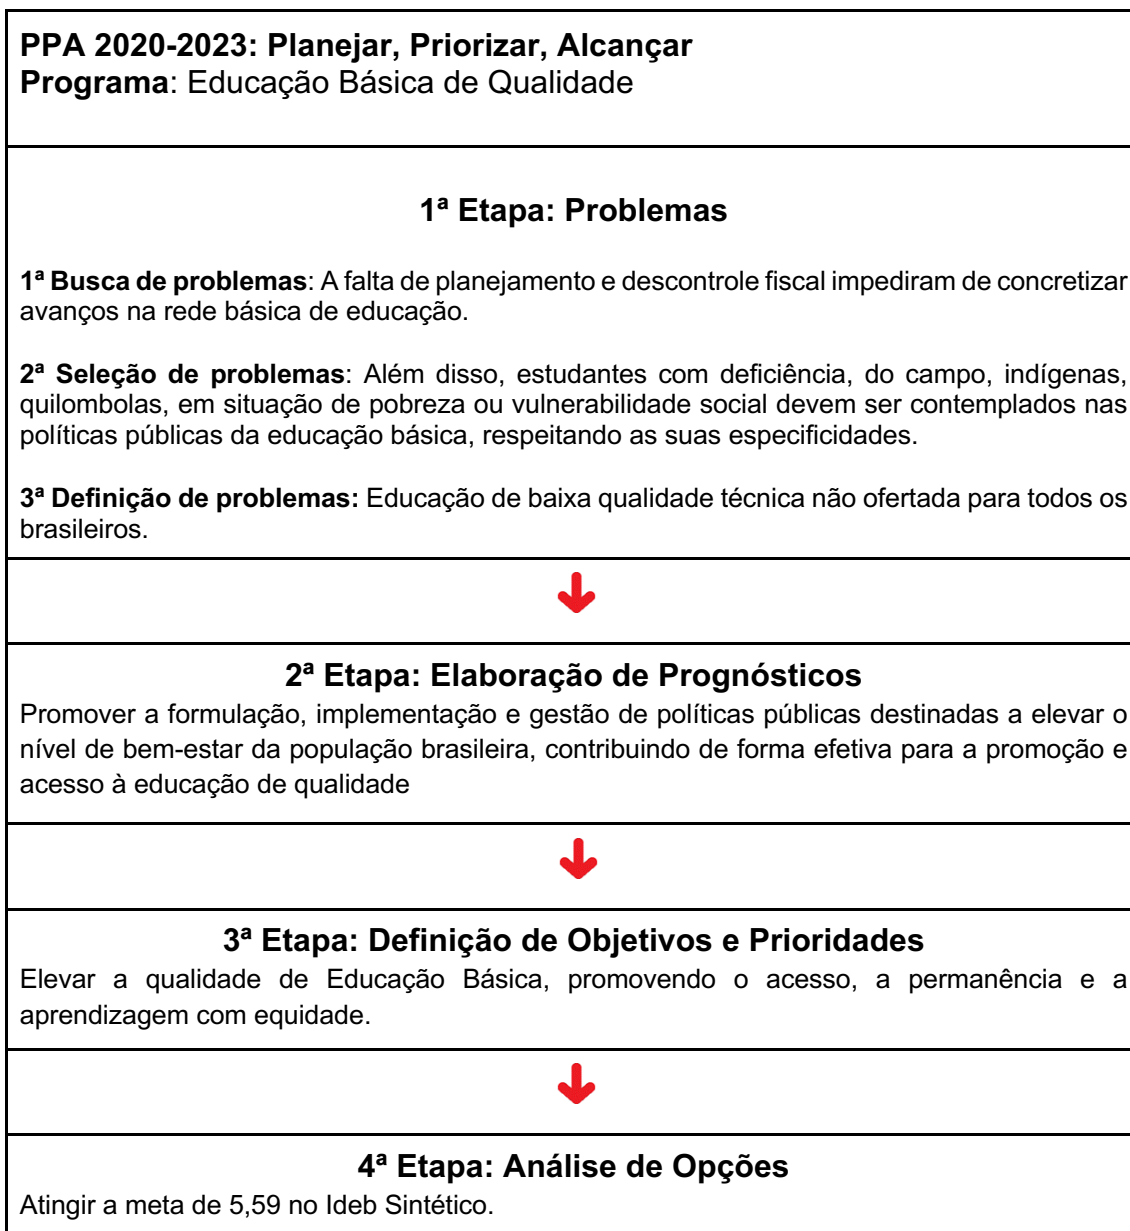 PPA 2020-2023: Planejar, Priorizar, Alcançar
Programa: Educação Básica de Qualidade
1ª Etapa: Problemas
1ª Busca de problemas: A falta de planejamento e descontrole fiscal impediram de concretizar
avanços na rede básica de educação.
2ª Seleção de problemas: Além disso, estudantes com deficiência, do campo, indígenas,
quilombolas, em situação de pobreza ou vulnerabilidade social devem ser contemplados nas
políticas públicas da educação básica, respeitando as suas especificidades.
3ª Definição de problemas: Educação de baixa qualidade técnica não ofertada para todos os
brasileiros.
2ª Etapa: Elaboração de Prognósticos
Promover a formulação, implementação e gestão de políticas públicas destinadas a elevar o
nível de bem-estar da população brasileira, contribuindo de forma efetiva para a promoção e
acesso à educação de qualidade
3ª Etapa: Definição de Objetivos e Prioridades
Elevar a qualidade de Educação Básica, promovendo o acesso, a permanência e a
aprendizagem com equidade.
4ª Etapa: Análise de Opções
Atingir a meta de 5,59 no Ideb Sintético.